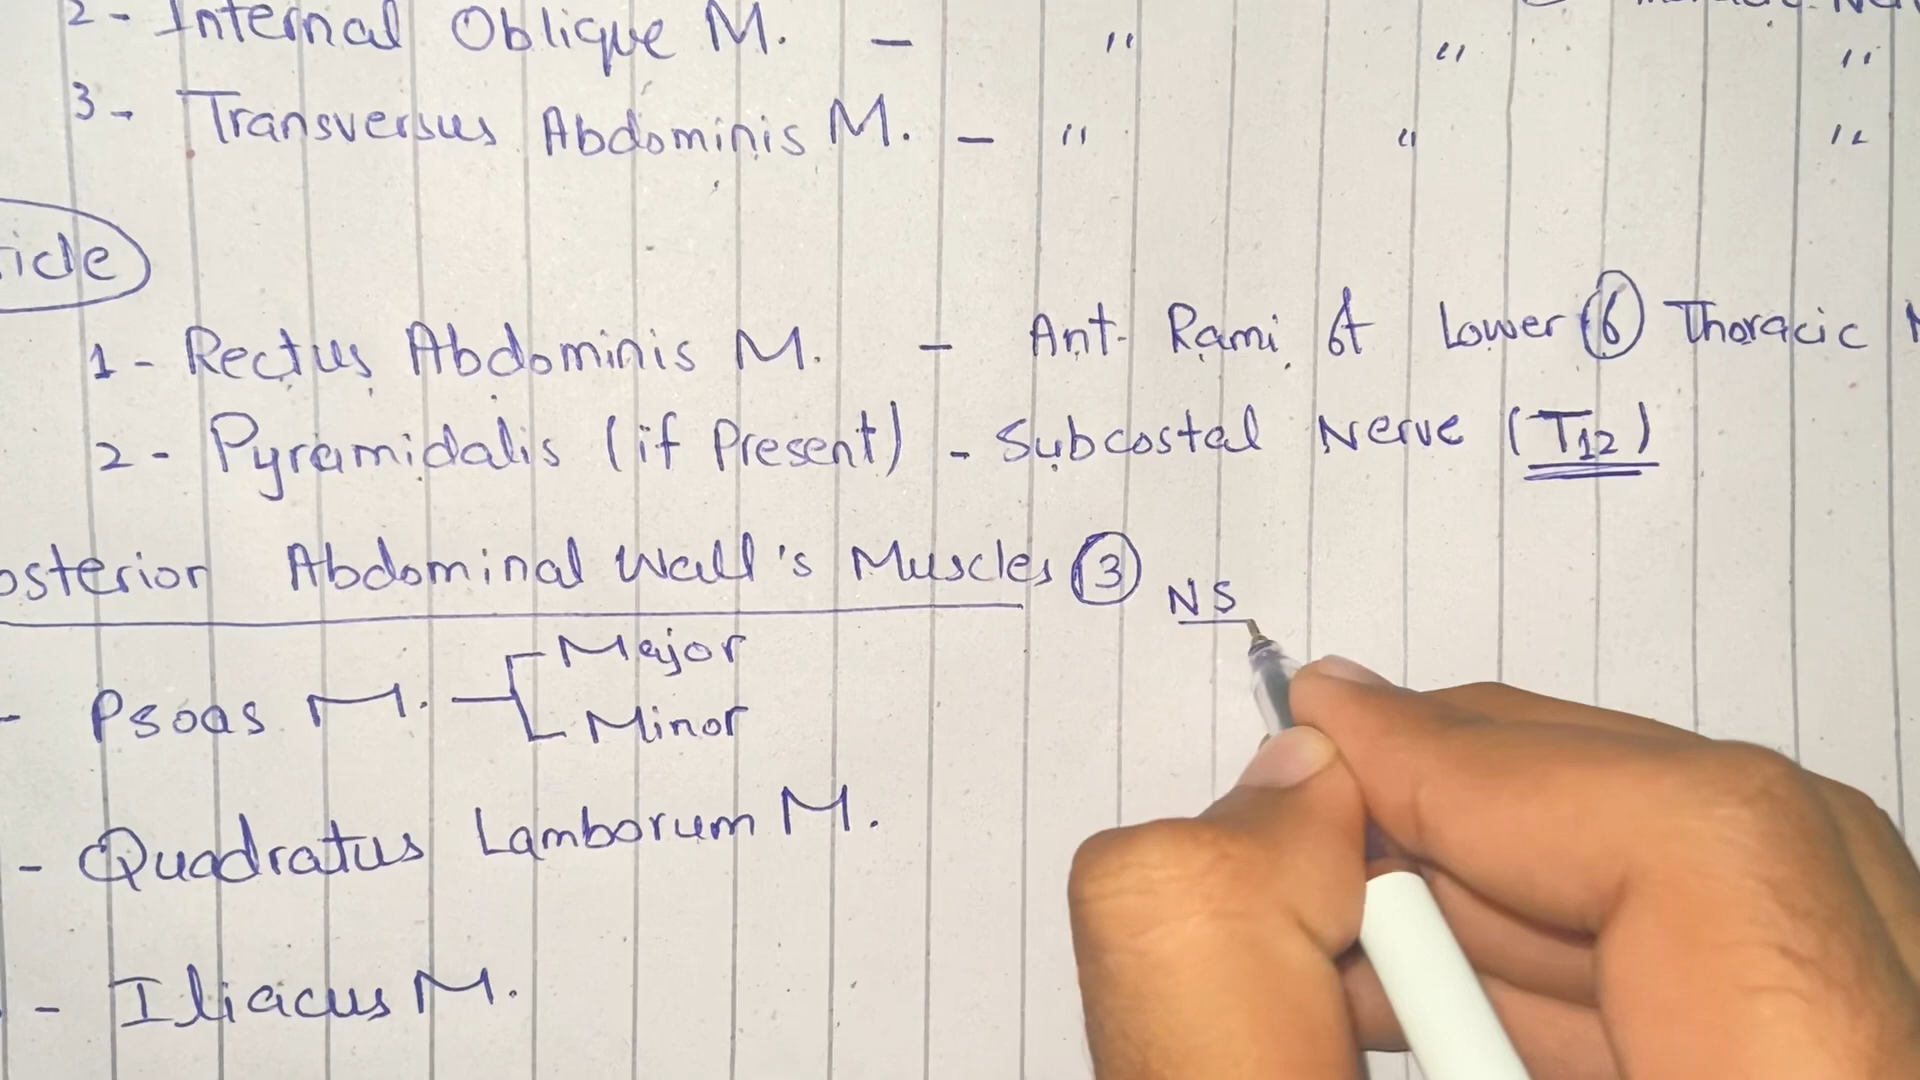 2- Internal Oblique M. - " " "
3- Transversus Abdominis M. - " " "
icle
1- Rectus Abdominis M. - Ant. Rami of Lower 6 Thoracic
2- Pyramidalis (if Present) - Subcostal Nerve (T12)
osterior Abdominal Wall's Muscles 3 NS
- Psoas M. Major
Minor
- Quadratus Lamborum M.
- Iliacus M.